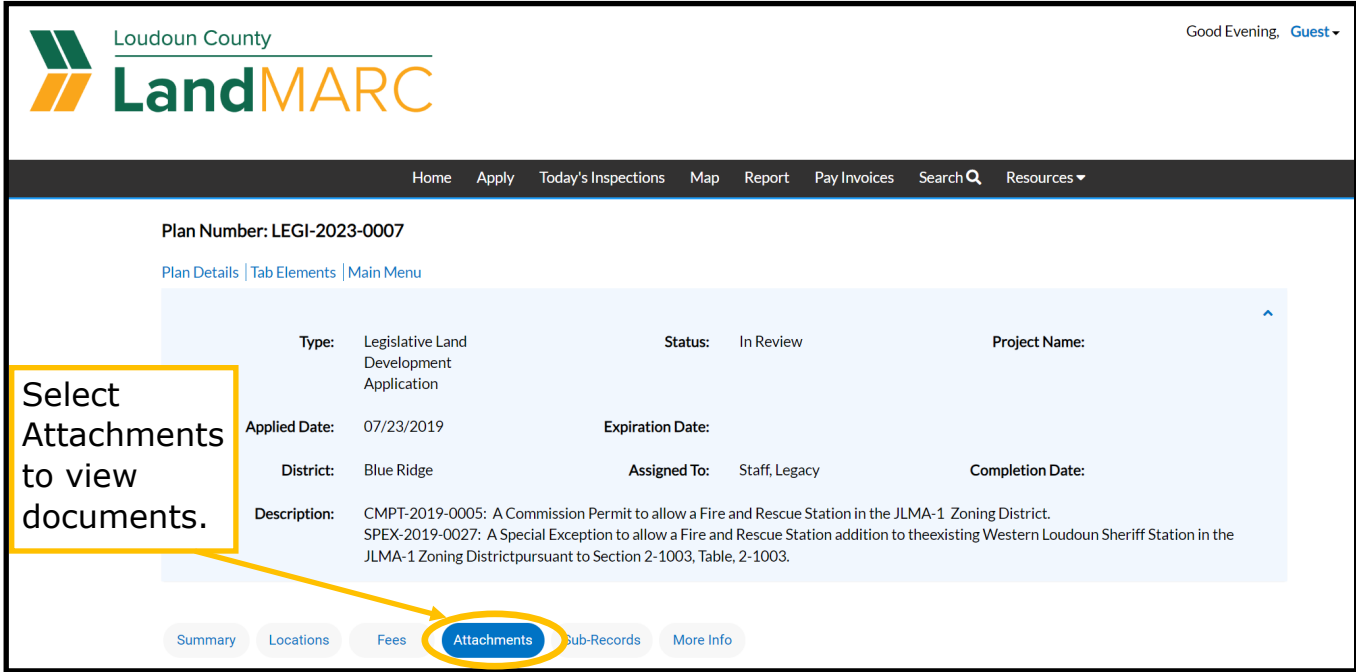 Loudoun County
LandMARC
Good Evening, Guest
Home Apply Today's Inspections Map Report Pay Invoices Search Resources
Plan Number: LEGI-2023-0007
Plan Details | Tab Elements | Main Menu
Type: Legislative Land Status: In Review Project Name:
Development
Application
Select
Attachments
to view
documents.
Applied Date: 07/23/2019 Expiration Date:
District: Blue Ridge Assigned To: Staff, Legacy Completion Date:
Description: CMPT-2019-0005: A Commission Permit to allow a Fire and Rescue Station in the JLMA-1 Zoning District.
SPEX-2019-0027: A Special Exception to allow a Fire and Rescue Station addition to theexisting Western Loudoun Sheriff Station in the
JLMA-1 Zoning Districtpursuant to Section 2-1003, Table, 2-1003.
Summary Locations Fees Attachments Sub-Records More Info